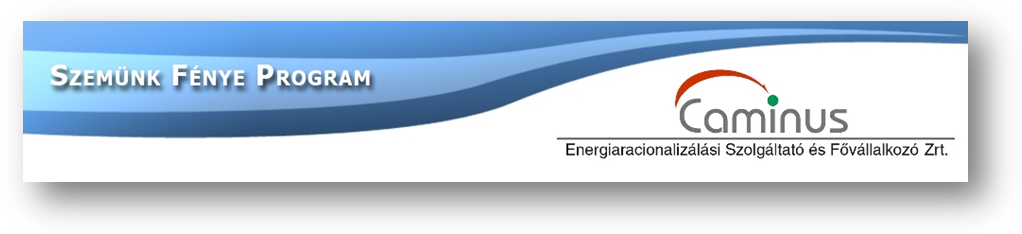 Szemünk Fénye Program
Caminus
Energiaracionalizálási Szolgáltató és Fővállalkozó Zrt.